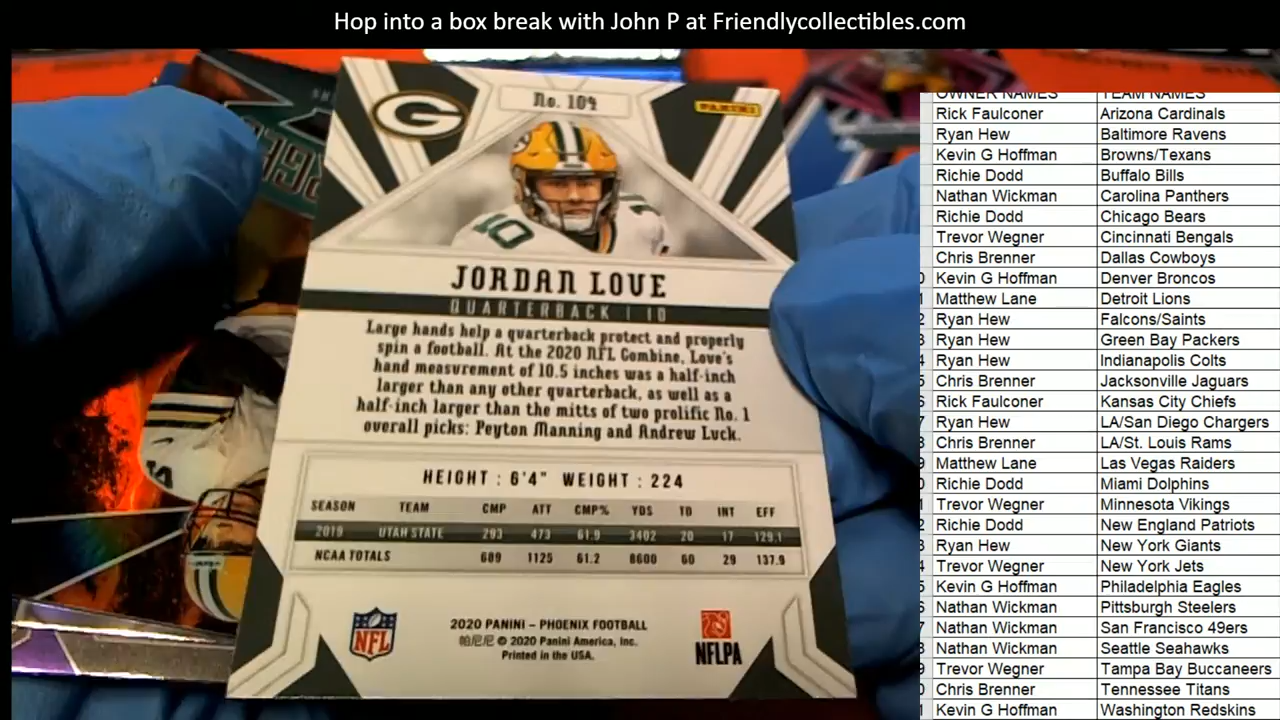 Hop into a box break with John P at Friendlycollectibles.com
G
No. 104
PANINI
10
JORDAN LOVE
QUARTERBACK | 10
Large hands help a quarterback protect and properly
spin a football. At the 2020 NFL Combine, Love's
hand measurement of 10.5 inches was a half-inch
larger than any other quarterback, as well as a
half-inch larger than the mitts of two prolific No. 1
overall picks: Peyton Manning and Andrew Luck.
HEIGHT : 6'4" WEIGHT : 224
SEASON TEAM CMP ATT CMP% YDS TD INT EFF
2019 UTAH STATE 293 473 61.9 3402 20 17 129.1
NCAA TOTALS 689 1125 61.2 8600 60 29 137.9
NFL
2020 PANINI – PHOENIX FOOTBALL
帕尼尼 © 2020 Panini America, Inc.
Printed in the USA.
NFLPA
OWNER NAMES TEAM NAMES
Rick Faulconer Arizona Cardinals
Ryan Hew Baltimore Ravens
Kevin G Hoffman Browns/Texans
Richie Dodd Buffalo Bills
Nathan Wickman Carolina Panthers
Richie Dodd Chicago Bears
Trevor Wegner Cincinnati Bengals
Chris Brenner Dallas Cowboys
Kevin G Hoffman Denver Broncos
Matthew Lane Detroit Lions
Ryan Hew Falcons/Saints
Ryan Hew Green Bay Packers
Ryan Hew Indianapolis Colts
Chris Brenner Jacksonville Jaguars
Rick Faulconer Kansas City Chiefs
Ryan Hew LA/San Diego Chargers
Chris Brenner LA/St. Louis Rams
Matthew Lane Las Vegas Raiders
Richie Dodd Miami Dolphins
Trevor Wegner Minnesota Vikings
Richie Dodd New England Patriots
Ryan Hew New York Giants
Trevor Wegner New York Jets
Kevin G Hoffman Philadelphia Eagles
Nathan Wickman Pittsburgh Steelers
Nathan Wickman San Francisco 49ers
Nathan Wickman Seattle Seahawks
Trevor Wegner Tampa Bay Buccaneers
Chris Brenner Tennessee Titans
Kevin G Hoffman Washington Redskins